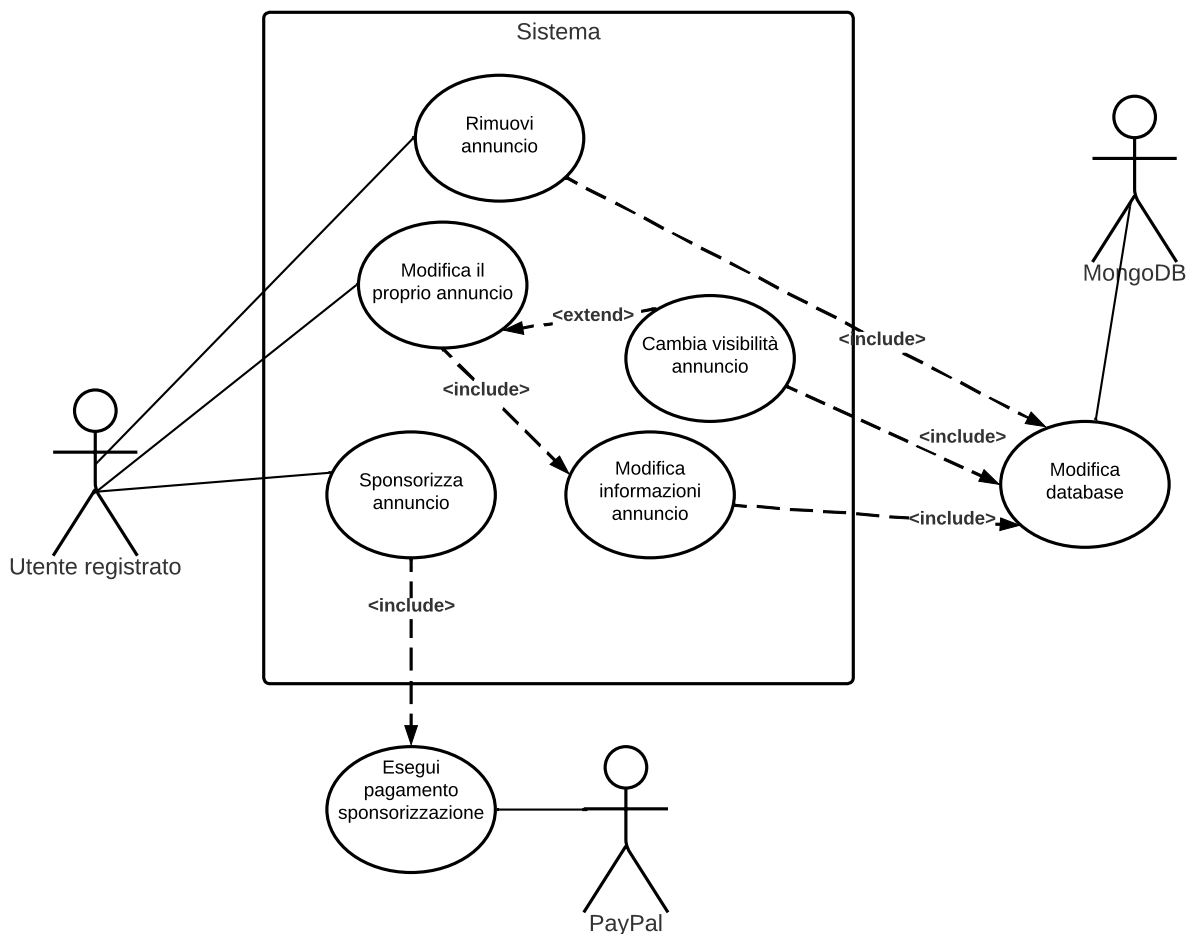 Sistema
Rimuovi
annuncio
Modifica il
proprio annuncio
<extend>
Cambia visibilità
annuncio
<include>
MongoDB
<include>
<include>
Sponsorizza
annuncio
Modifica
informazioni
annuncio
<include>
Modifica
database
Utente registrato
<include>
Esegui
pagamento
sponsorizzazione
PayPal